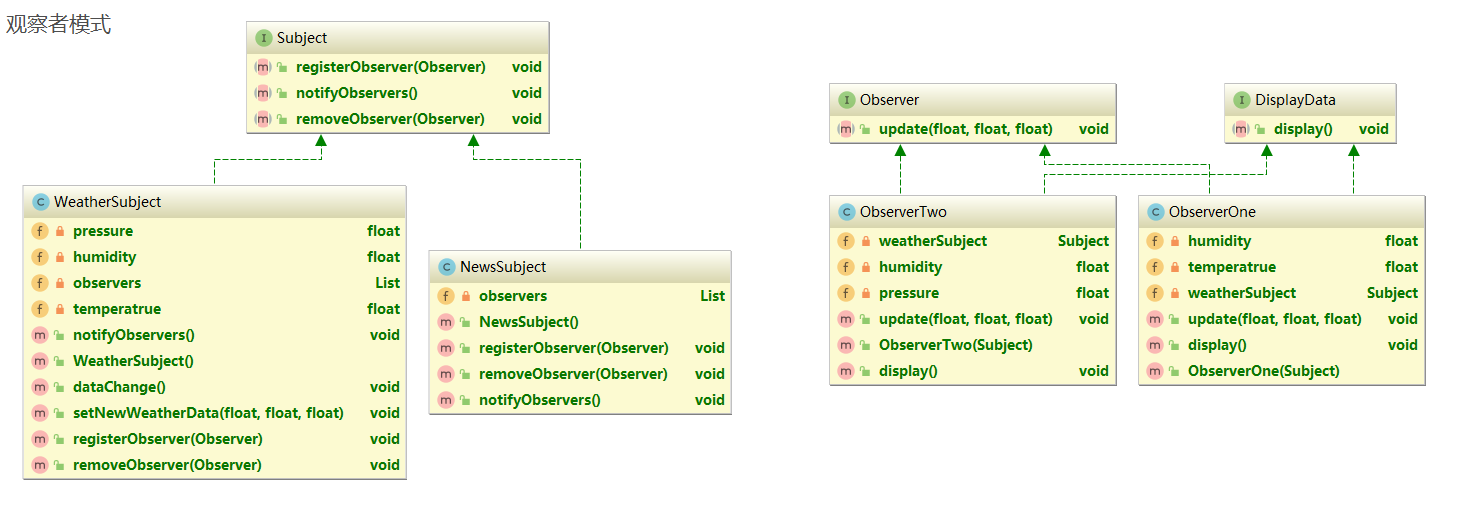 观察者模式
Subject
registerObserver(Observer) void
notifyObservers() void
removeObserver(Observer) void
WeatherSubject
pressure float
humidity float
observers List
temperatrue float
notifyObservers() void
WeatherSubject()
dataChange() void
setNewWeatherData(float, float, float) void
registerObserver(Observer) void
removeObserver(Observer) void
NewsSubject
observers List
NewsSubject()
registerObserver(Observer) void
removeObserver(Observer) void
notifyObservers() void
Observer
update(float, float, float) void
DisplayData
display() void
ObserverTwo
weatherSubject Subject
humidity float
pressure float
update(float, float, float) void
ObserverTwo(Subject)
display() void
ObserverOne
humidity float
temperatrue float
weatherSubject Subject
update(float, float, float) void
display() void
ObserverOne(Subject)